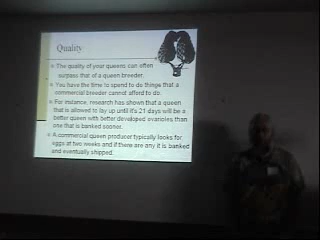 Quality
The quality of your queens can often
surpass that of a queen breeder.
You have the time to spend to do things that a
commercial breeder cannot afford to do.
For instance, research has shown that a queen
that is allowed to lay up until it's 21 days will be a
better queen with better developed ovarioles than
one that is banked sooner.
A commercial queen producer typically looks for
eggs at two weeks and if there are any it is banked
and eventually shipped.